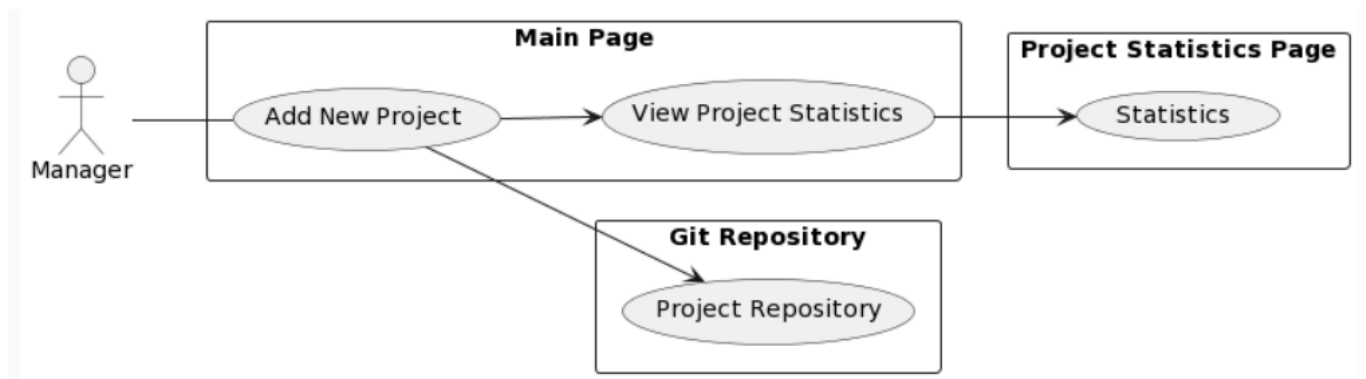 Main Page
Project Statistics Page
Add New Project
View Project Statistics
Statistics
Manager
Git Repository
Project Repository